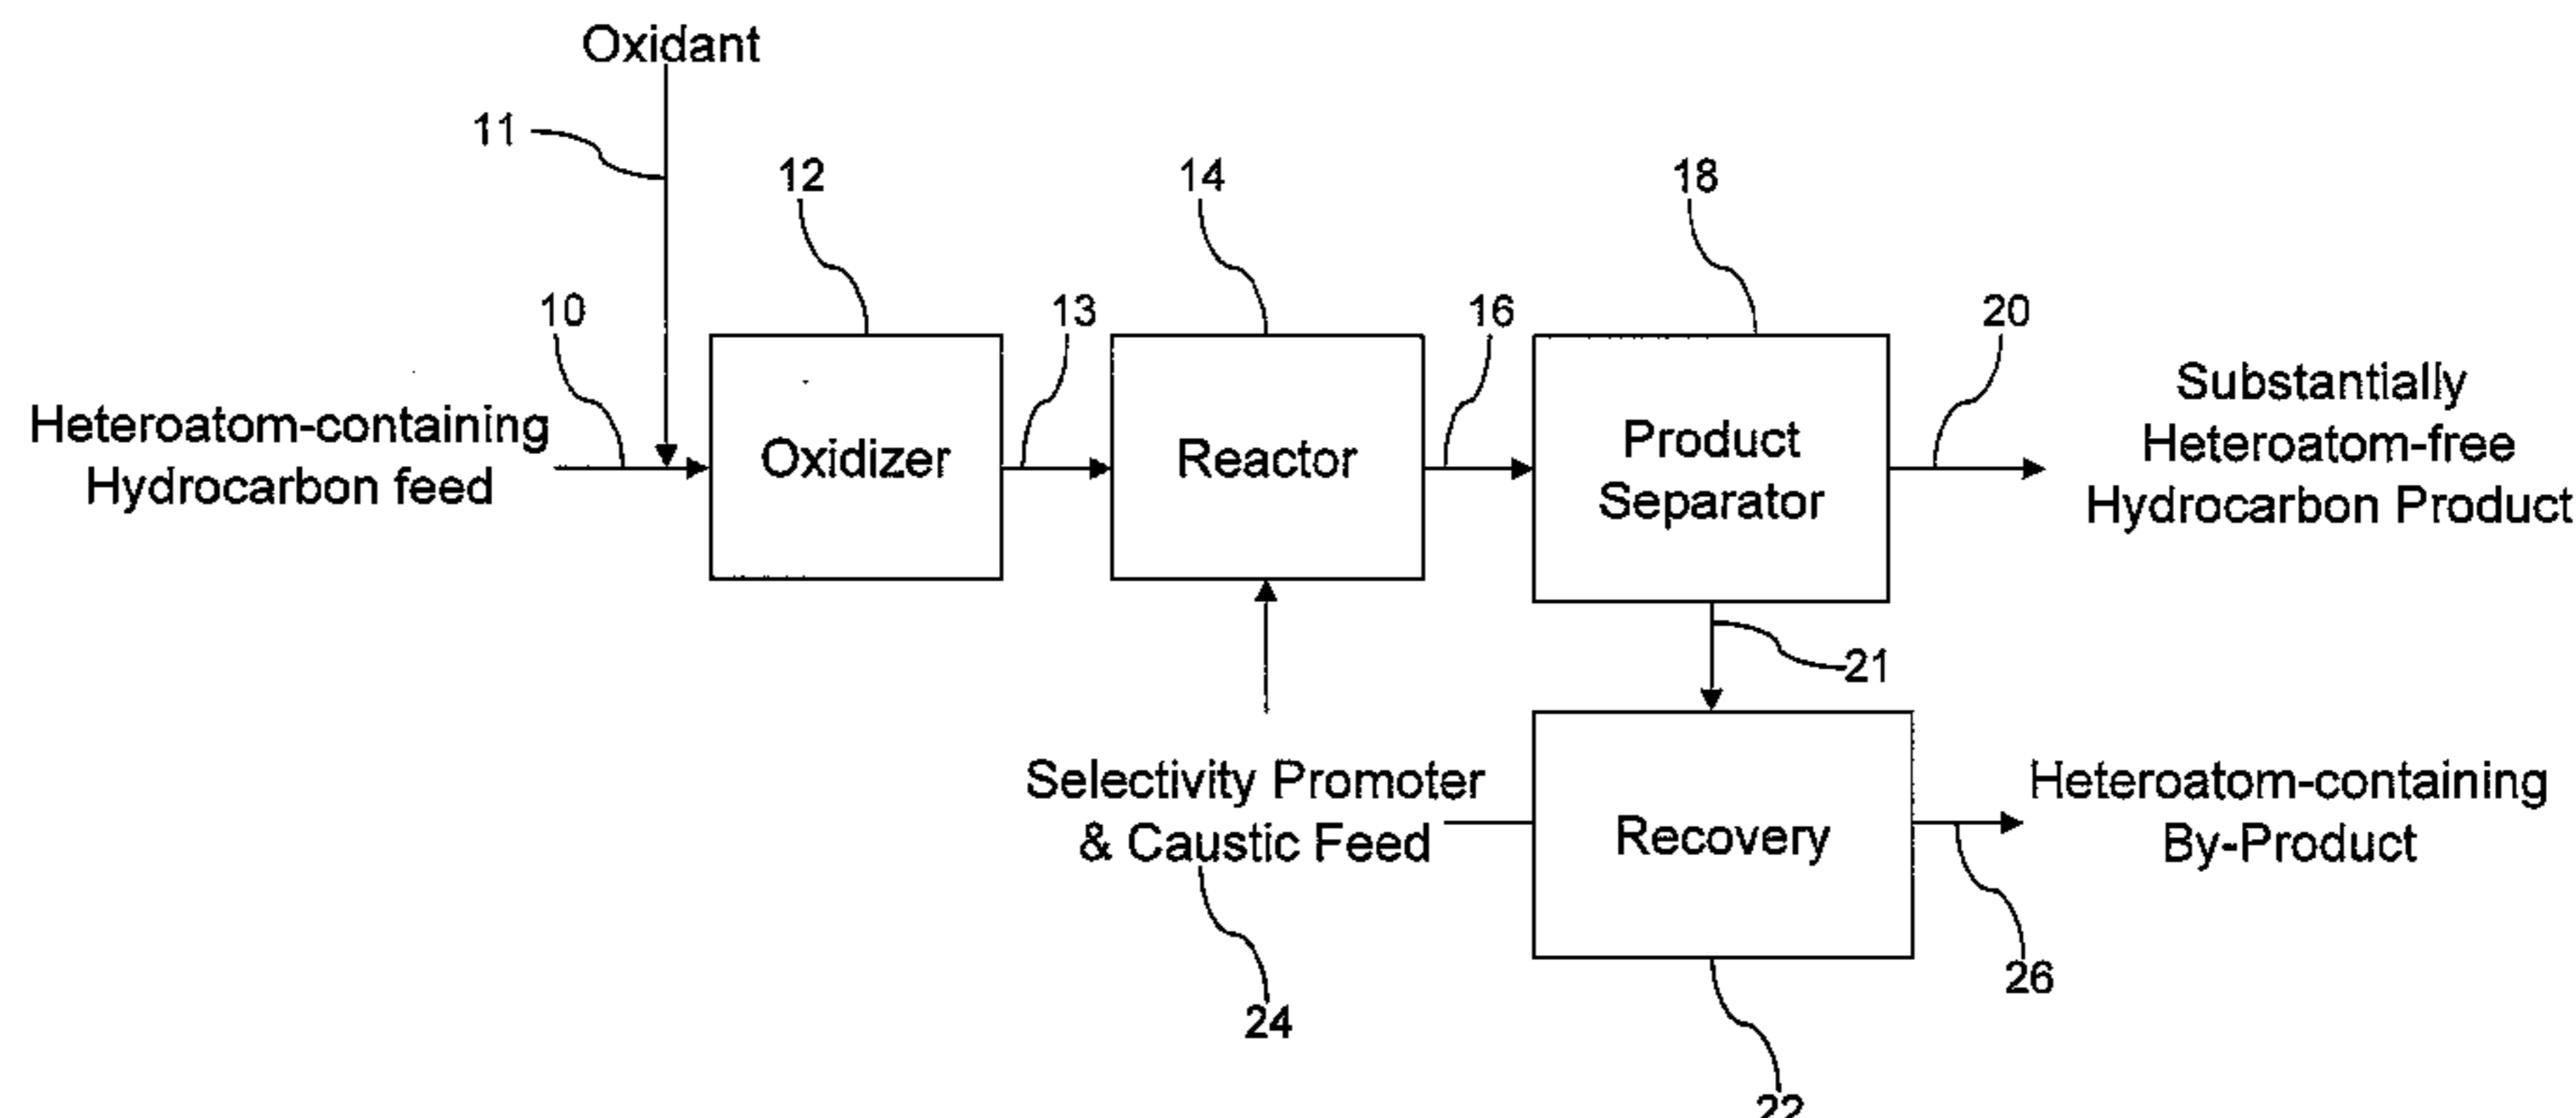 Oxidant
11
12
14
18
10
13
16
20
Heteroatom-containing
Hydrocarbon feed
Oxidizer
Reactor
Product
Separator
Substantially
Heteroatom-free
Hydrocarbon Product
21
Selectivity Promoter
& Caustic Feed
Recovery
Heteroatom-containing
By-Product
24
26
22